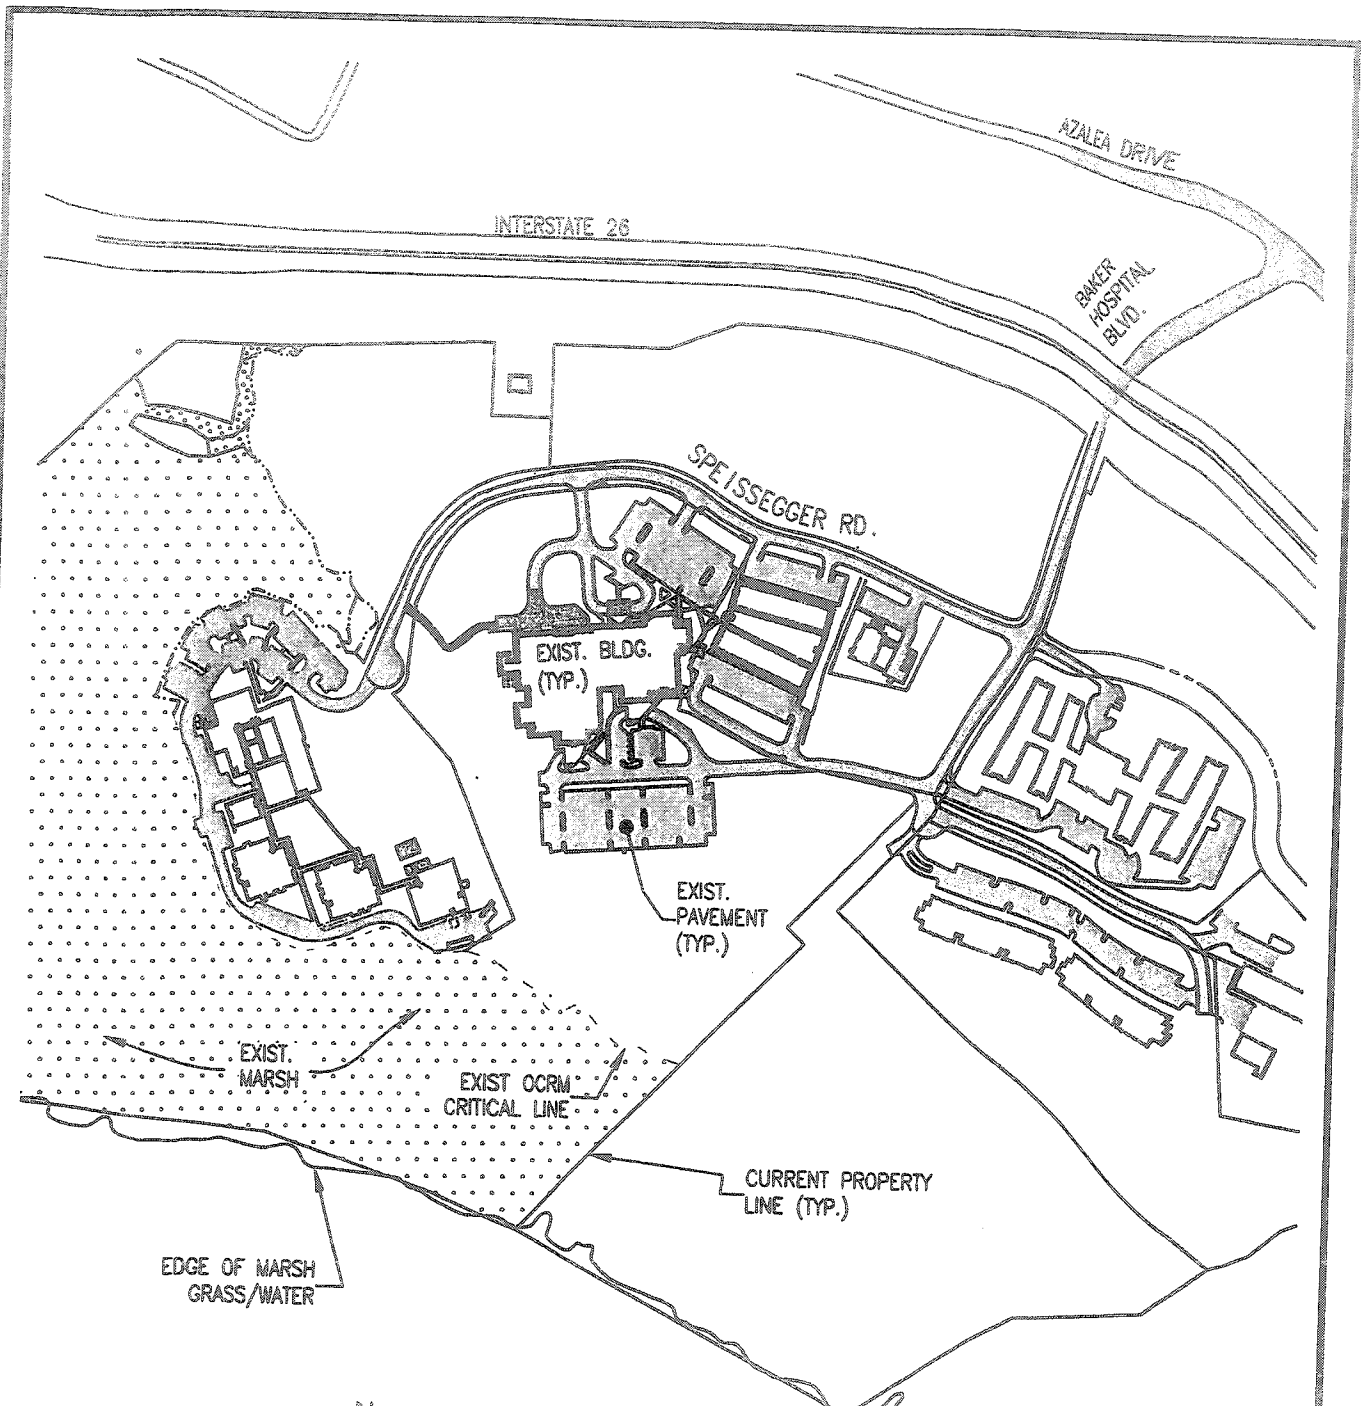 AZALEA DRIVE
INTERSTATE 26
BAKER
HOSPITAL
BLVD.
SPEISSEGGER RD.
EXIST. BLDG.
(TYP.)
EXIST.
PAVEMENT
(TYP.)
EXIST.
MARSH
EXIST OCRM
CRITICAL LINE
CURRENT PROPERTY
LINE (TYP.)
EDGE OF MARSH
GRASS/WATER